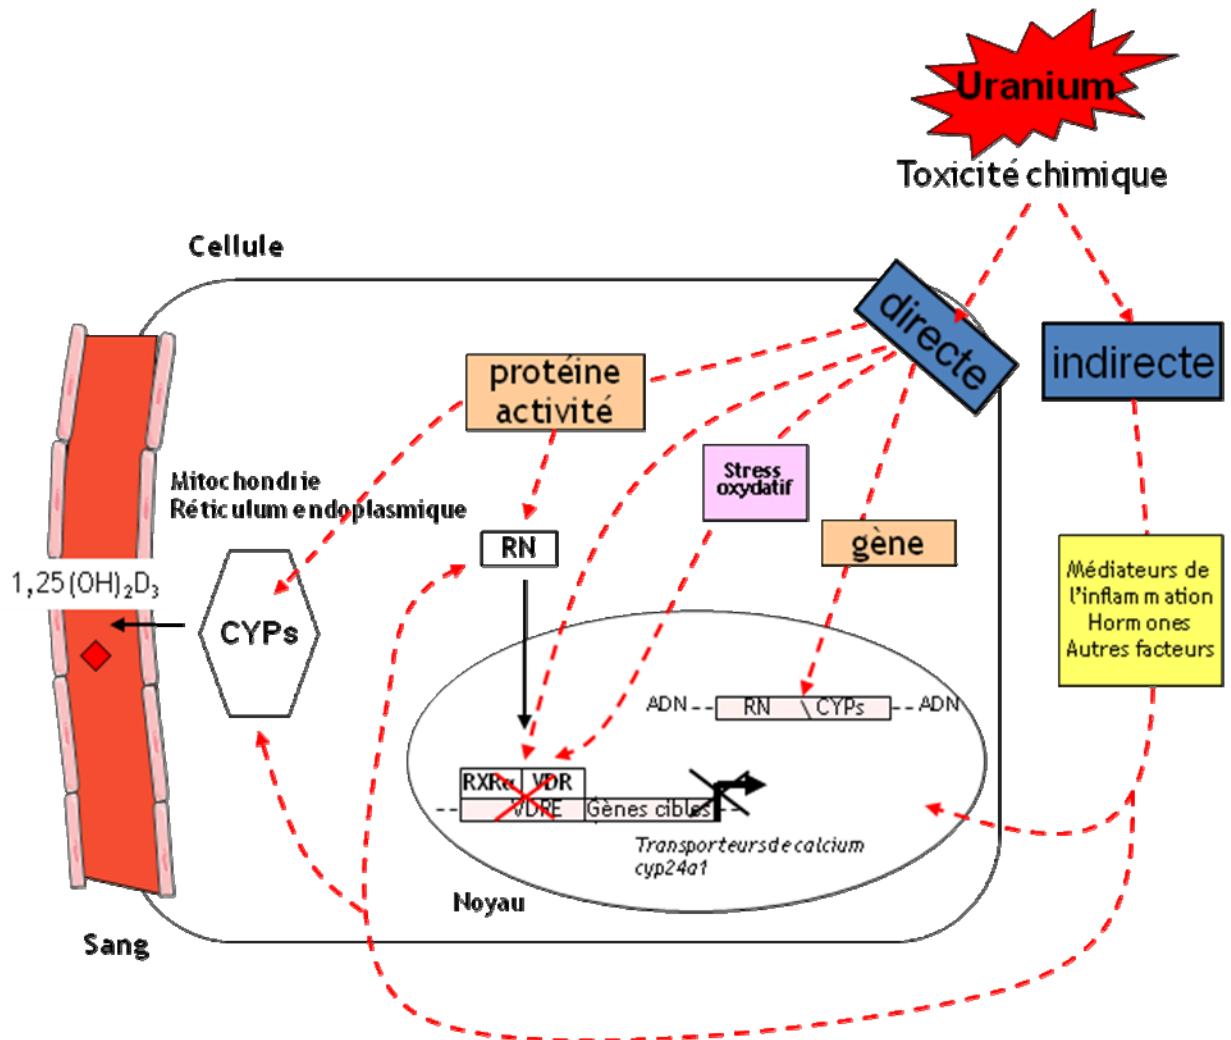 Uranium
Toxicité chimique
Cellule
directe
indirecte
protéine
activité
Stress
oxydatif
Mitochondrie
Réticulum endoplasmique
RN
gène
Médiateurs de
l'inflammation
Hormones
Autres facteurs
1,25(OH)₂D₃
CYPs
ADN -- RN \ CYPs -- ADN
RXRα VDR
VDRE Gènes cibles
Transporteurs de calcium
cyp24a1
Noyau
Sang